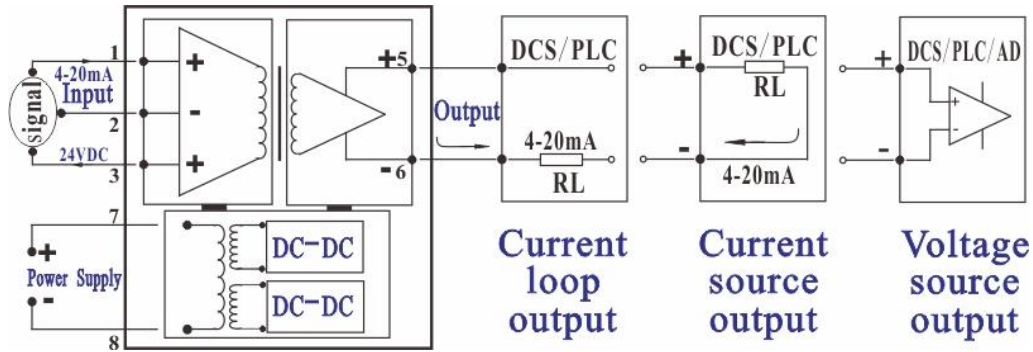 1
4-20mA
Input
signal
+
-
2
24VDC
3
+
+
5
-
6
Output
7
+
Power Supply
-
8
DC-DC
DC-DC
DCS/PLC
4-20mA
RL
Current
loop
output
+
DCS/PLC
RL
-
4-20mA
Current
source
output
+
DCS/PLC/AD
+
-
-
Voltage
source
output